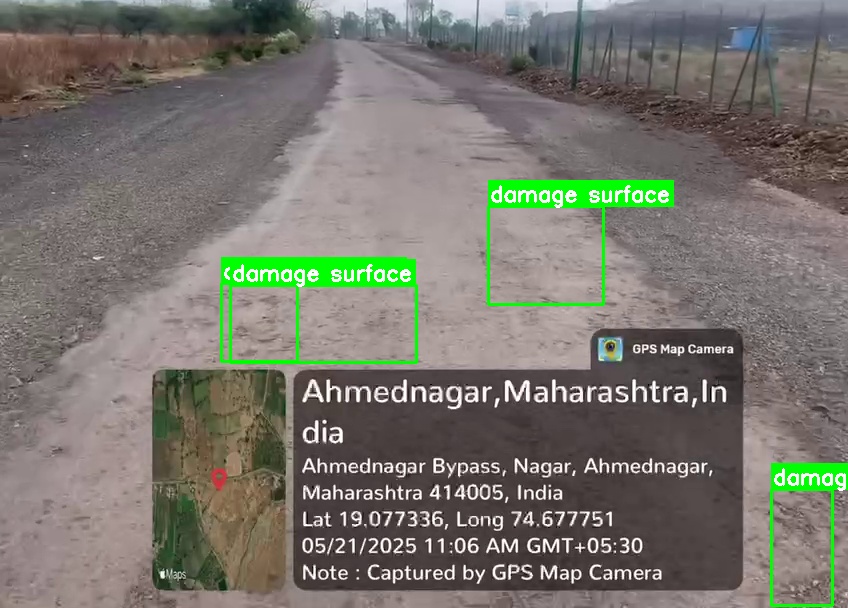 damage surface
damage surface
GPS Map Camera
Ahmednagar,Maharashtra,In
dia
Ahmednagar Bypass, Nagar, Ahmednagar,
Maharashtra 414005, India
Lat 19.077336, Long 74.677751
05/21/2025 11:06 AM GMT+05:30
Note : Captured by GPS Map Camera
damag
Maps